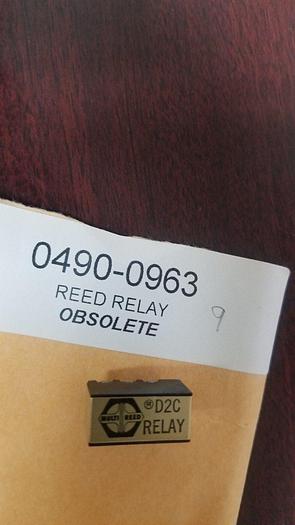 0490-0963
REED RELAY
OBSOLETE
9
MULTI REED
® D2C
RELAY